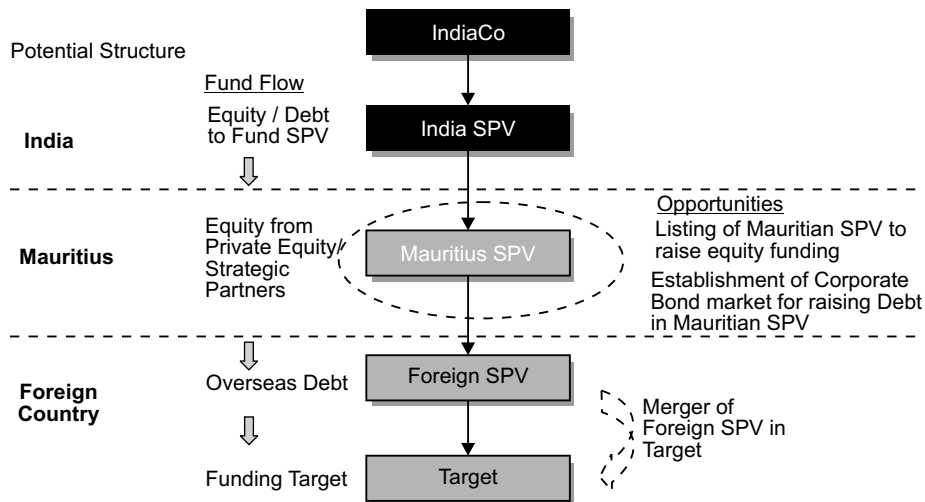 IndiaCo
Potential Structure
Fund Flow
Equity / Debt
to Fund SPV
India
India SPV
Opportunities
Listing of Mauritian SPV to
raise equity funding
Establishment of Corporate
Bond market for raising Debt
in Mauritian SPV
Equity from
Private Equity/
Strategic
Partners
Mauritius
Mauritius SPV
Overseas Debt
Foreign SPV
Foreign
Country
Merger of
Foreign SPV in
Target
Funding Target
Target